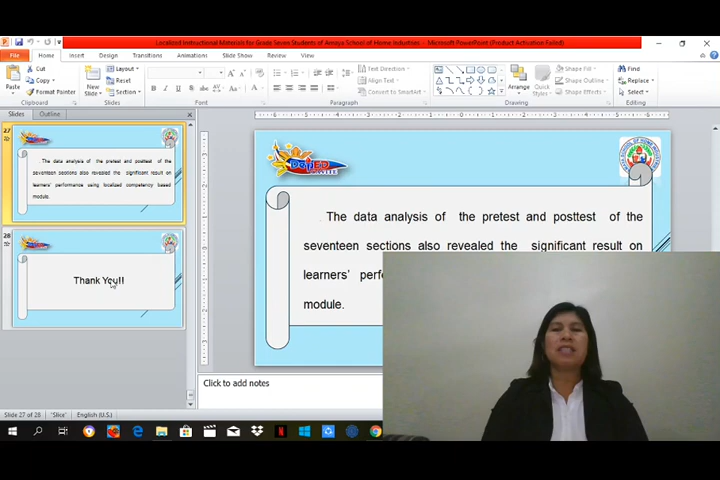 Localized Instructional Materials for Grade Seven Students of Amaya School of Home Industries - Microsoft PowerPoint (Product Activation Failed)
File Home Insert Design Transitions Animations Slide Show Review View
Cut
Copy
Format Painter
Paste
Clipboard
New Slide
Layout
Reset
Section
Slides
Font
Text Direction
Align Text
Convert to SmartArt
Paragraph
Arrange
Quick Styles
Shape Fill
Shape Outline
Shape Effects
Drawing
Find
Replace
Select
Editing
Slides Outline
27
The data analysis of the pretest and posttest of the
seventeen sections also revealed the significant result on
learners' performance using localized competency based
module.
28
Thank You!!
DepED
The data analysis of the pretest and posttest of the
seventeen sections also revealed the significant result on
learners' perfo
module.
Click to add notes
Slide 27 of 28 "Slice" English (U.S.)